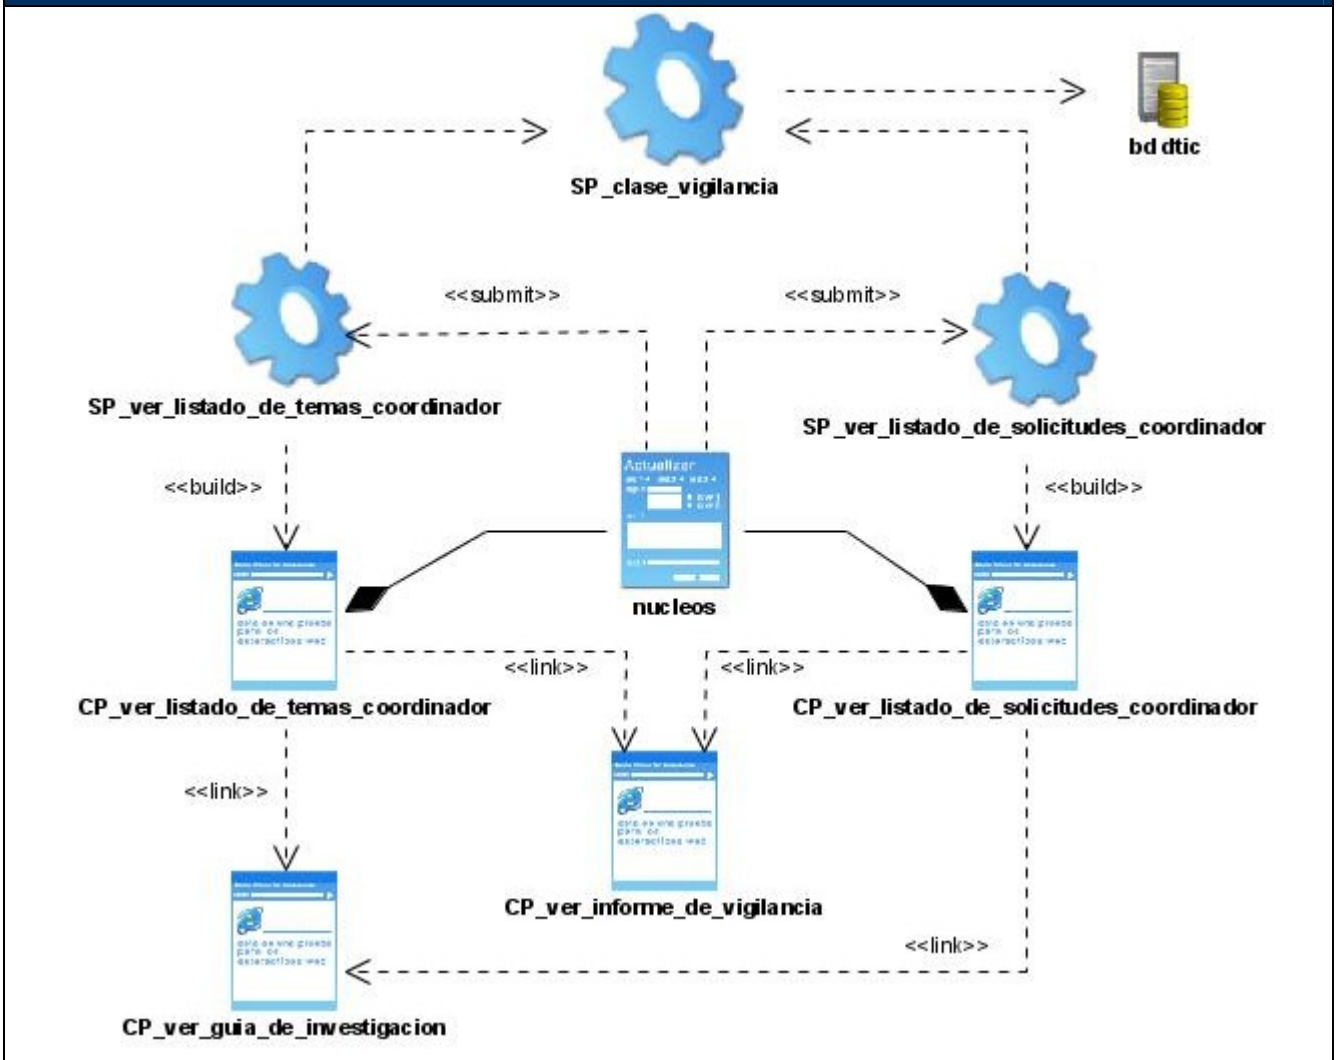 bd dtic
SP_clase_vigilancia
<<submit>>
<<submit>>
SP_ver_listado_de_temas_coordinador
SP_ver_listado_de_solicitudes_coordinador
<<build>>
Actualizar
<<build>>
nucleos
<<link>>
<<link>>
CP_ver_listado_de_temas_coordinador
CP_ver_listado_de_solicitudes_coordinador
<<link>>
CP_ver_informe_de_vigilancia
<<link>>
CP_ver_guia_de_investigacion